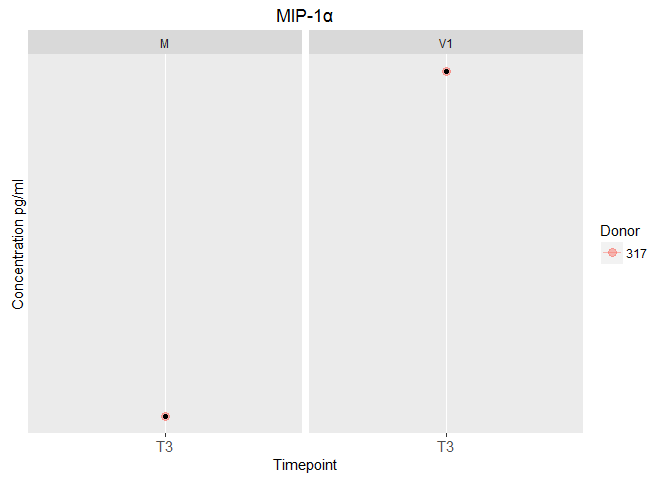 MIP-1α
M
V1
Concentration pg/ml
T3
T3
Timepoint
Donor
317